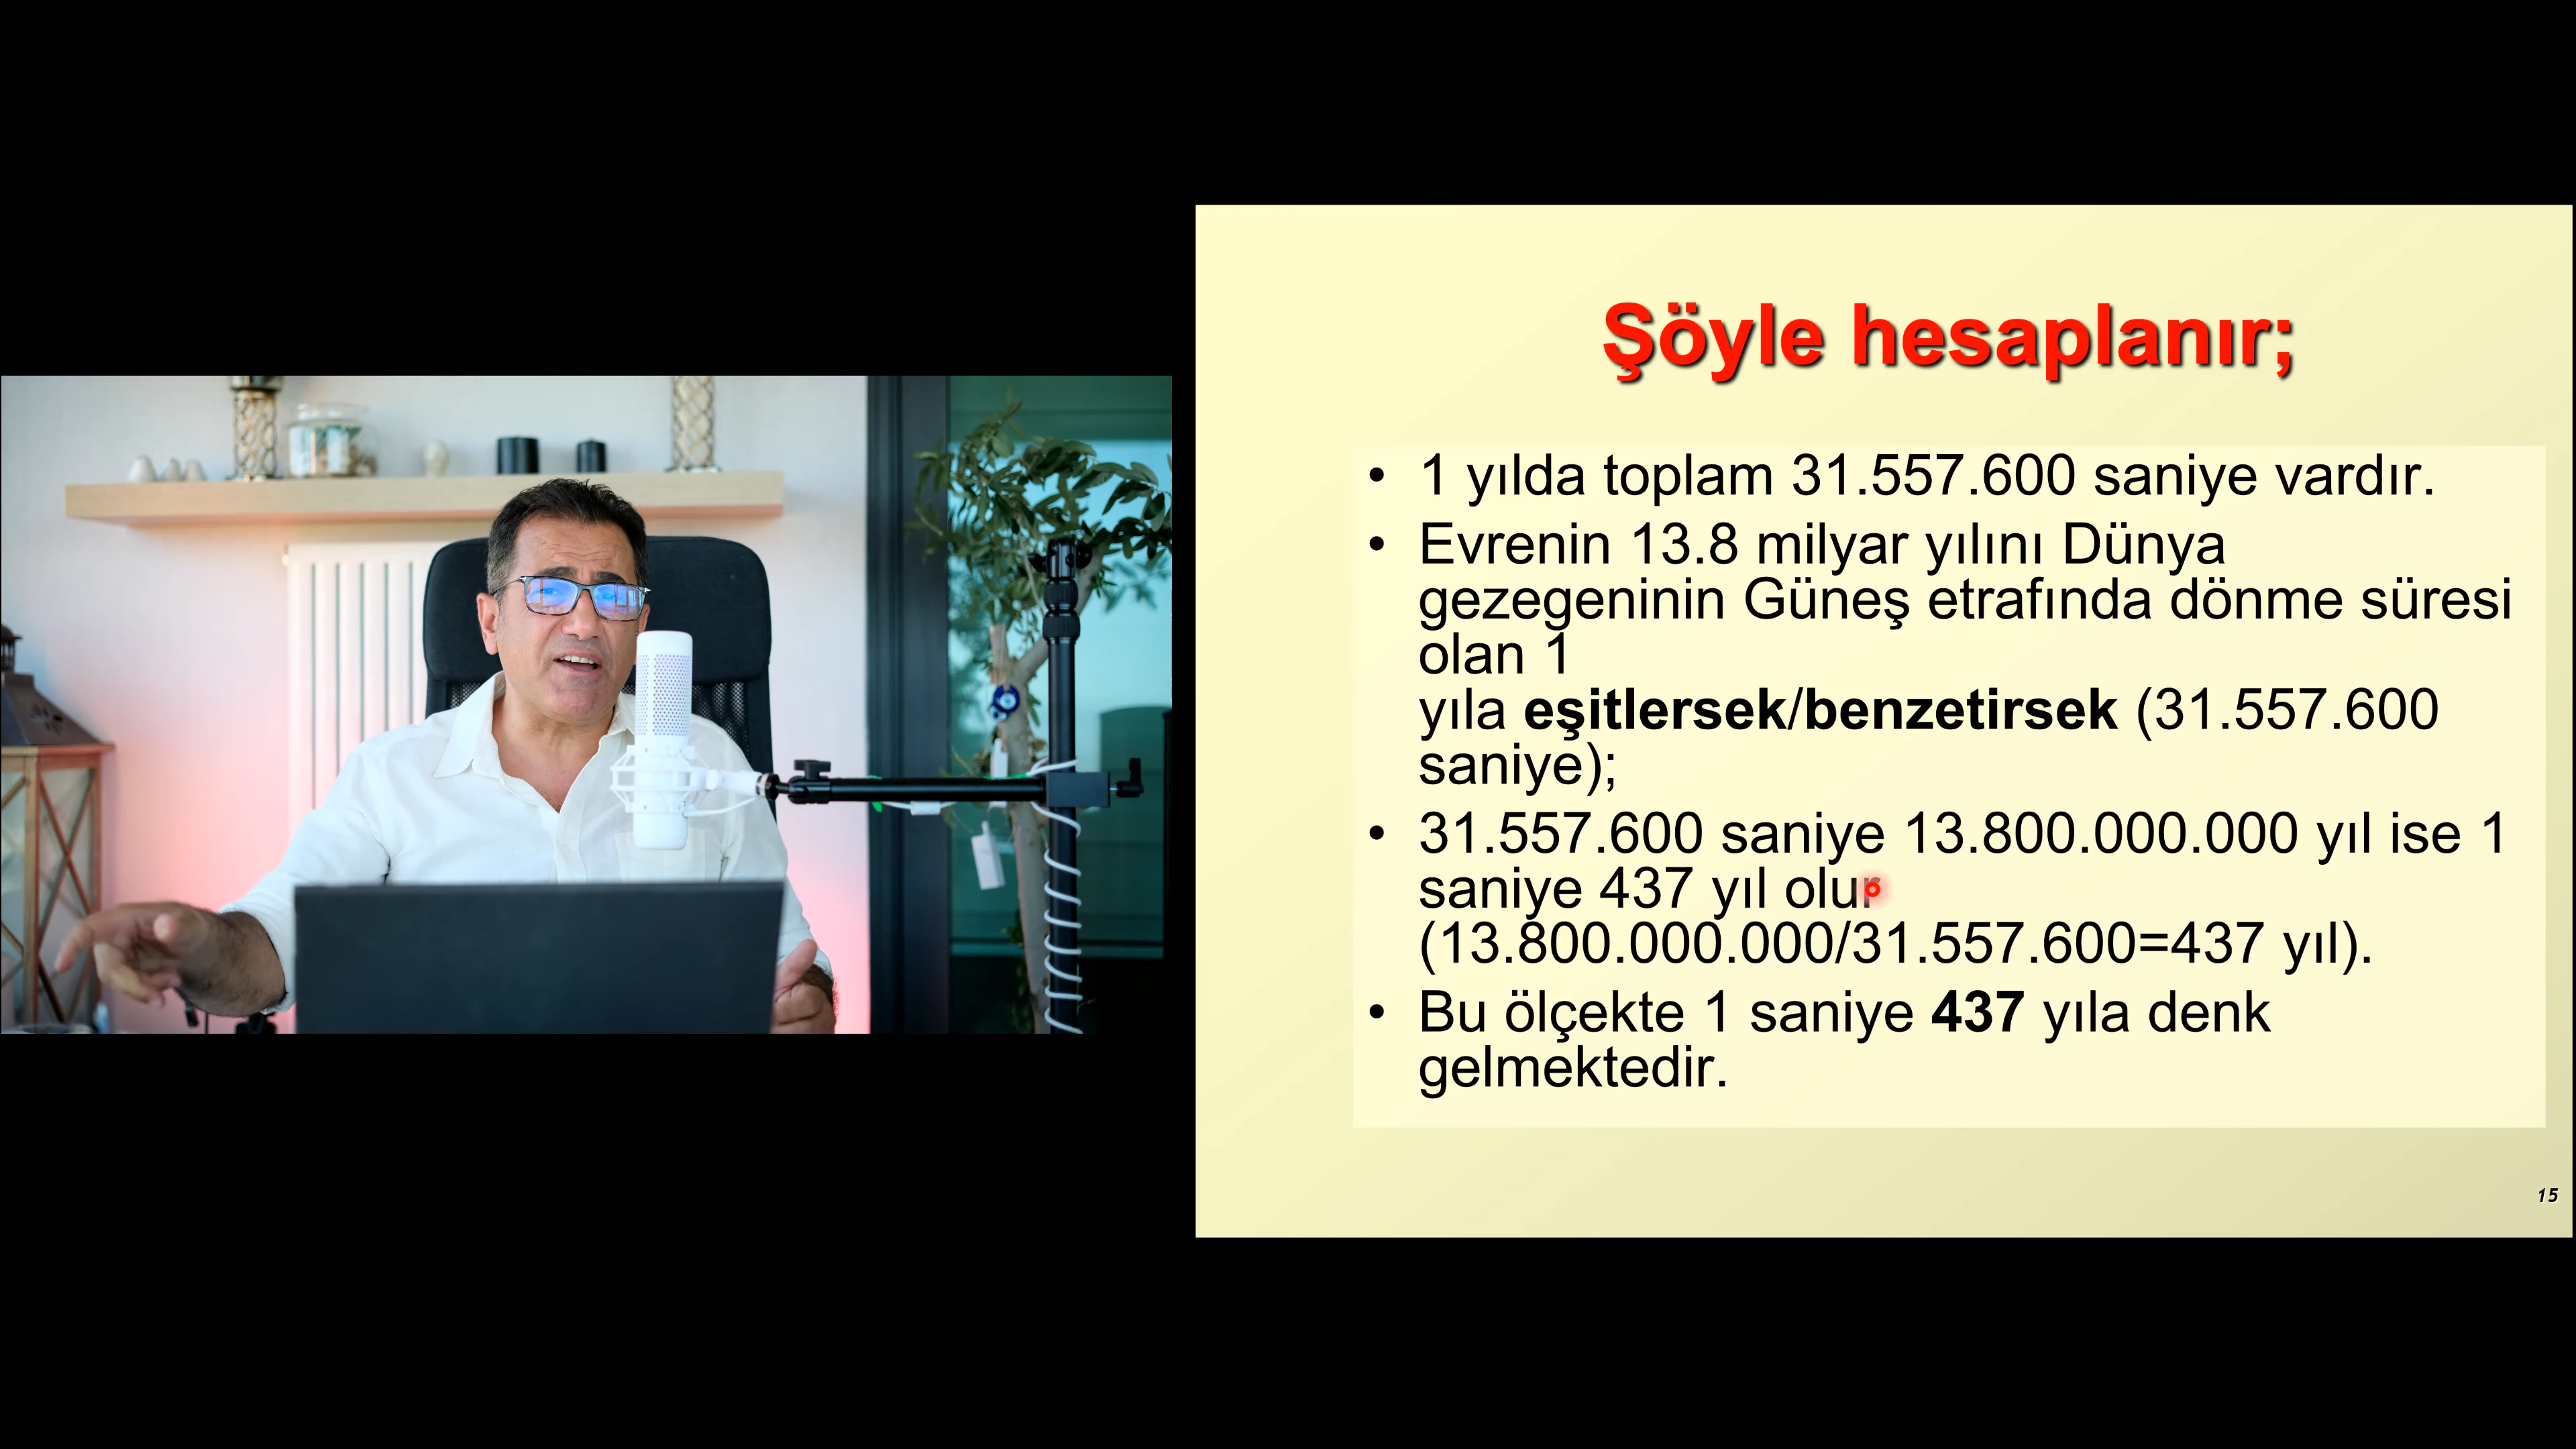 Şöyle hesaplanır;
• 1 yılda toplam 31.557.600 saniye vardır.
• Evrenin 13.8 milyar yılını Dünya
gezegeninin Güneş etrafında dönme süresi
olan 1
yıla eşitlersek/benzetirsek (31.557.600
saniye);
• 31.557.600 saniye 13.800.000.000 yıl ise 1
saniye 437 yıl olur
(13.800.000.000/31.557.600=437 yıl).
• Bu ölçekte 1 saniye 437 yıla denk
gelmektedir.
15